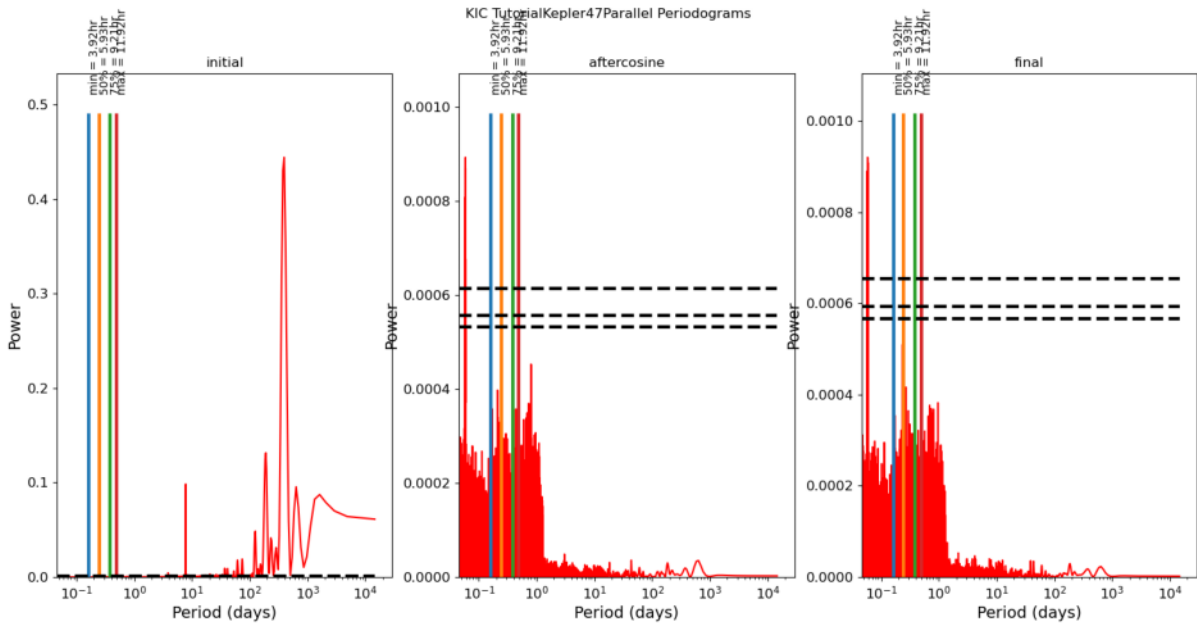 KIC TutorialKepler47Parallel Periodograms
min = 3.92hr
50% = 5.93hr
75% = 9.21hr
max = 11.92hr
initial
0.5
0.4
0.3
0.2
0.1
0.0
Power
10⁻¹ 10⁰ 10¹ 10² 10³ 10⁴
Period (days)
min = 3.92hr
50% = 5.93hr
75% = 9.21hr
max = 11.92hr
aftercosine
0.0010
0.0008
0.0006
0.0004
0.0002
0.0000
Power
10⁻¹ 10⁰ 10¹ 10² 10³ 10⁴
Period (days)
min = 3.92hr
50% = 5.93hr
75% = 9.21hr
max = 11.92hr
final
0.0010
0.0008
0.0006
0.0004
0.0002
0.0000
Power
10⁻¹ 10⁰ 10¹ 10² 10³ 10⁴
Period (days)